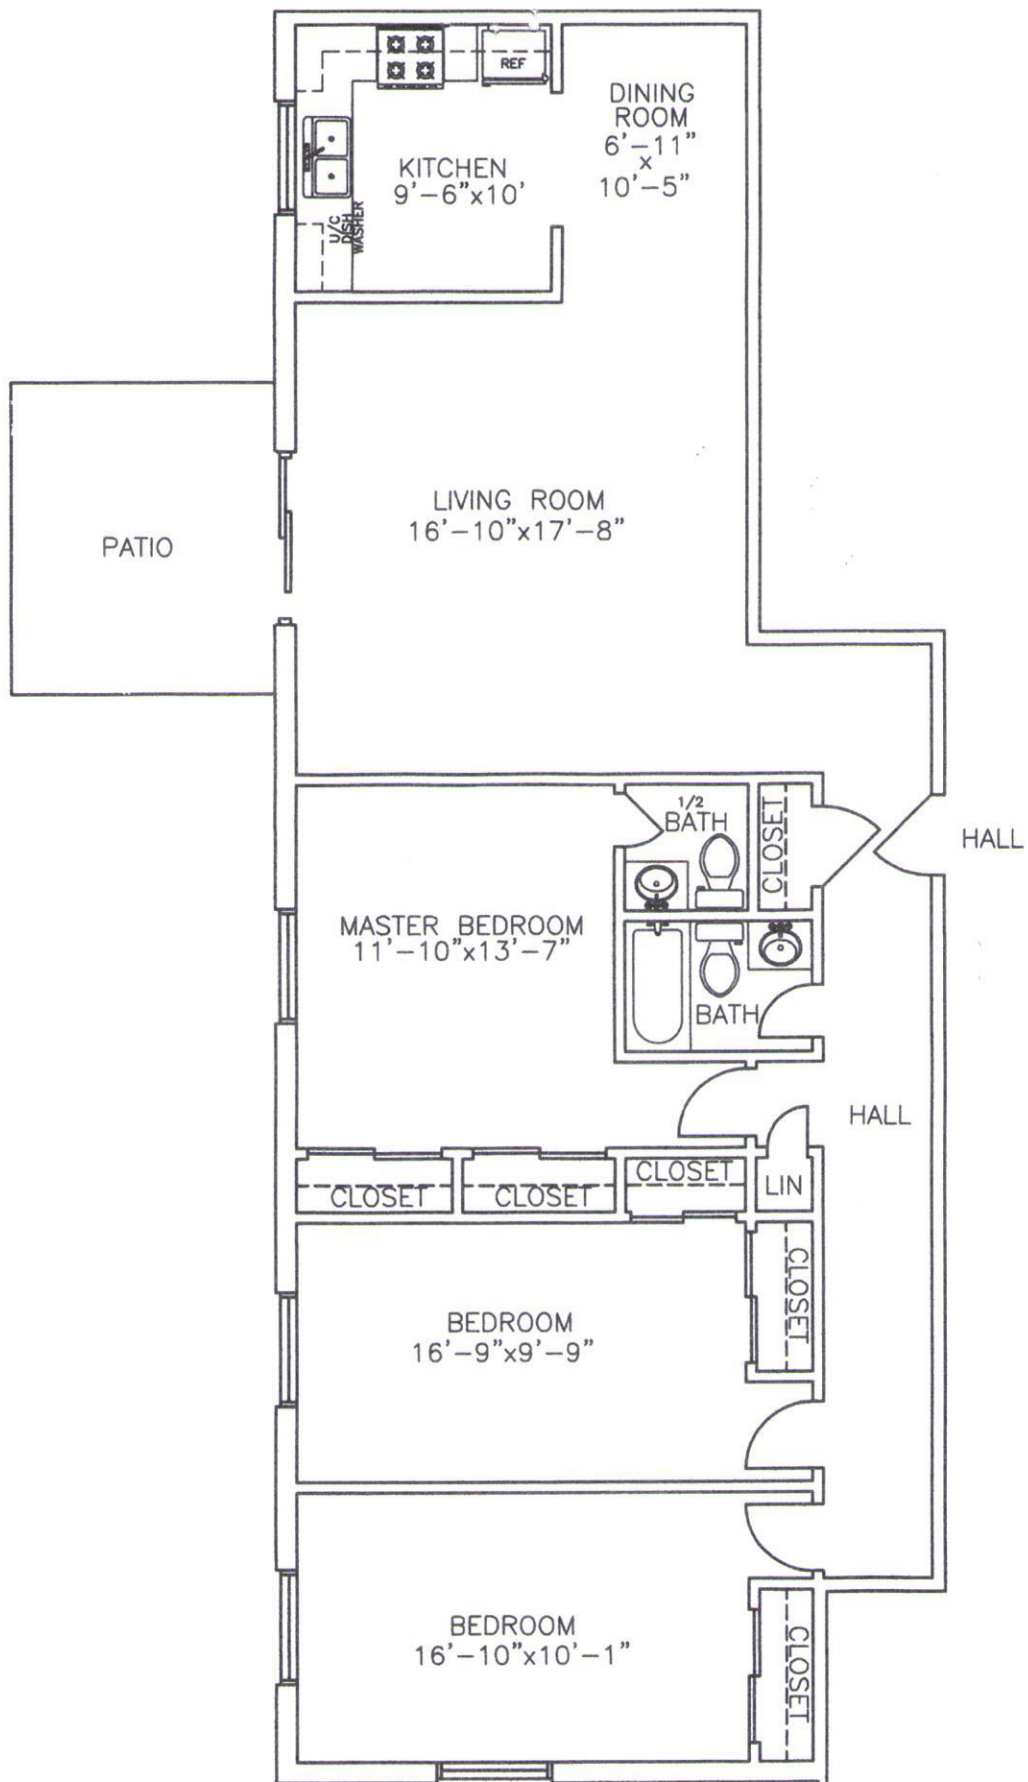 REF
DINING
ROOM
6'-11"
x
10'-5"
KITCHEN
9'-6"x10'
U/C
DISH
WASHER
LIVING ROOM
16'-10"x17'-8"
PATIO
1/2
BATH
CLOSET
HALL
MASTER BEDROOM
11'-10"x13'-7"
BATH
HALL
CLOSET
CLOSET
CLOSET
LIN
CLOSET
BEDROOM
16'-9"x9'-9"
BEDROOM
16'-10"x10'-1"
CLOSET